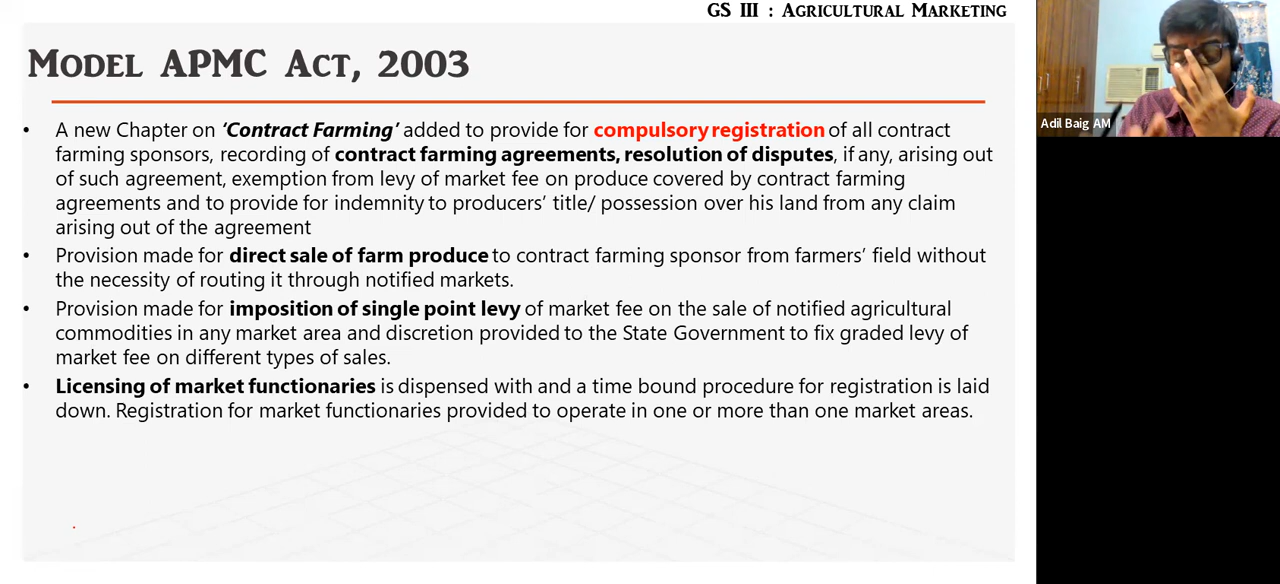 GS III : Agricultural Marketing
Model APMC Act, 2003
• A new Chapter on ‘Contract Farming’ added to provide for compulsory registration of all contract
farming sponsors, recording of contract farming agreements, resolution of disputes, if any, arising out
of such agreement, exemption from levy of market fee on produce covered by contract farming
agreements and to provide for indemnity to producers’ title/ possession over his land from any claim
arising out of the agreement
• Provision made for direct sale of farm produce to contract farming sponsor from farmers’ field without
the necessity of routing it through notified markets.
• Provision made for imposition of single point levy of market fee on the sale of notified agricultural
commodities in any market area and discretion provided to the State Government to fix graded levy of
market fee on different types of sales.
• Licensing of market functionaries is dispensed with and a time bound procedure for registration is laid
down. Registration for market functionaries provided to operate in one or more than one market areas.
Adil Baig AM